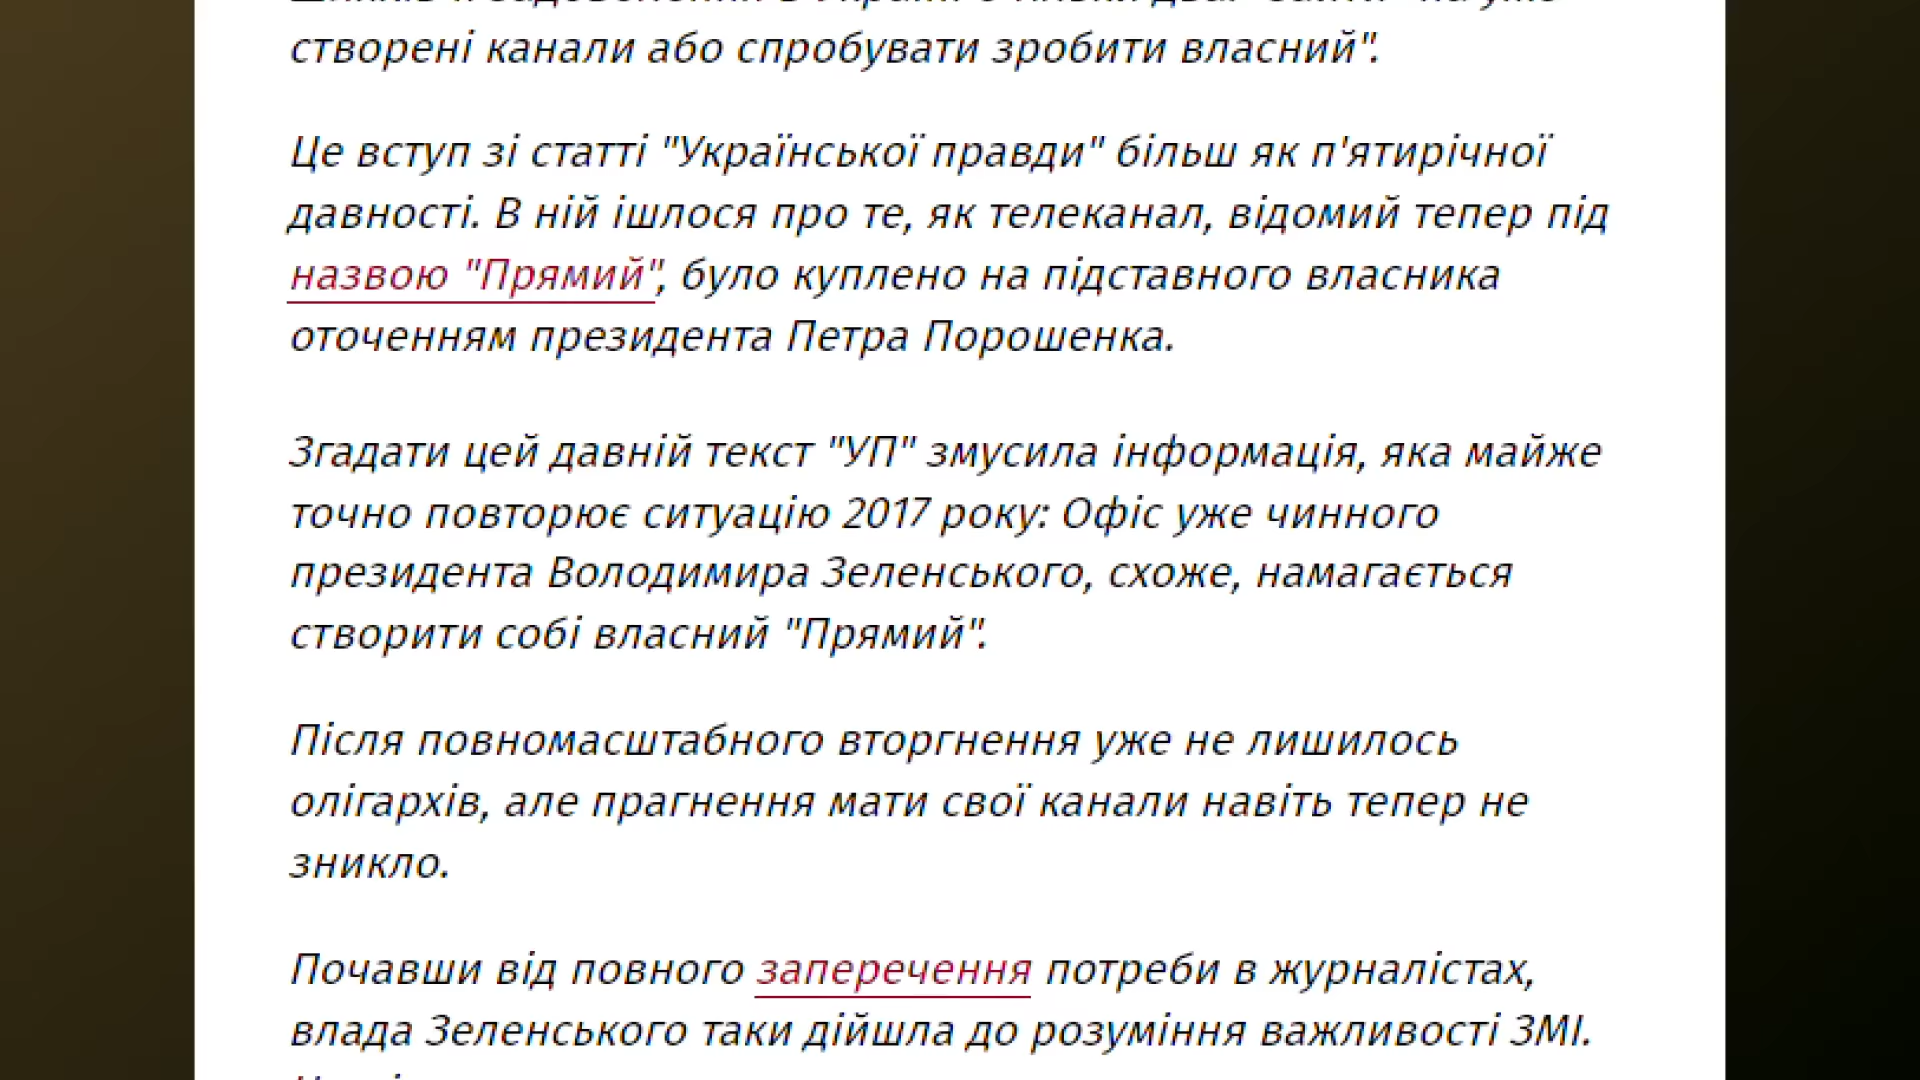 створені канали або спробувати зробити власний".
Це вступ зі статті "Української правди" більш як п'ятирічної
давності. В ній ішлося про те, як телеканал, відомий тепер під
назвою "Прямий", було куплено на підставного власника
оточенням президента Петра Порошенка.
Згадати цей давній текст "УП" змусила інформація, яка майже
точно повторює ситуацію 2017 року: Офіс уже чинного
президента Володимира Зеленського, схоже, намагається
створити собі власний "Прямий".
Після повномасштабного вторгнення уже не лишилось
олігархів, але прагнення мати свої канали навіть тепер не
зникло.
Почавши від повного заперечення потреби в журналістах,
влада Зеленського таки дійшла до розуміння важливості ЗМІ.